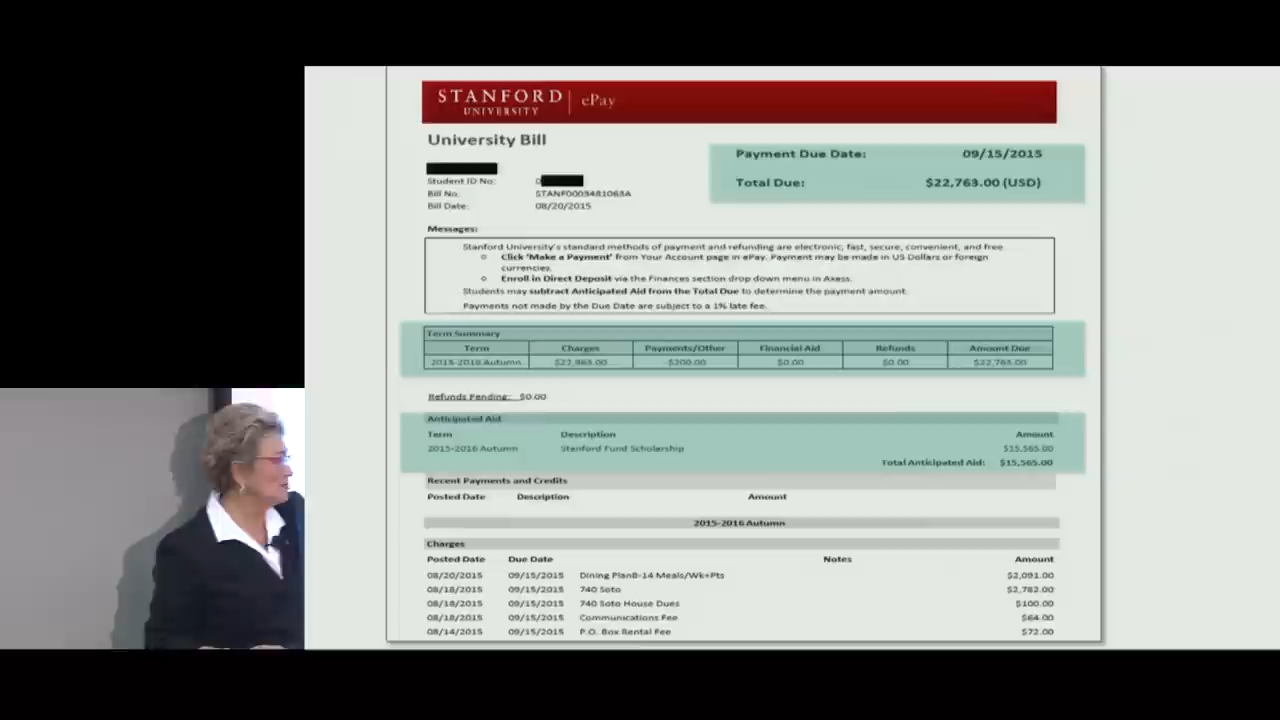 STANFORD UNIVERSITY | ePay
University Bill
Payment Due Date: 09/15/2015
Total Due: $22,763.00 (USD)
Student ID No: 0
Bill No: STANF0003481063A
Bill Date: 08/20/2015
Messages:
Stanford University's standard methods of payment and refunding are electronic, fast, secure, convenient, and free
o Click 'Make a Payment' from Your Account page in ePay. Payment may be made in US Dollars or foreign
currencies.
o Enroll in Direct Deposit via the Finances section drop down menu in Axess.
Students may subtract Anticipated Aid from the Total Due to determine the payment amount.
Payments not made by the Due Date are subject to a 1% late fee.
Term Summary
Term Charges Payments/Other Financial Aid Refunds Amount Due
2015-2016 Autumn -$200.00 $0.00 $0.00 $22,763.00
Refunds Pending: $0.00
Anticipated Aid
Term Description Amount
2015-2016 Autumn Stanford Fund Scholarship $15,565.00
Total Anticipated Aid: $15,565.00
Recent Payments and Credits
Posted Date Description Amount
2015-2016 Autumn
Charges
Posted Date Due Date Notes Amount
08/20/2015 09/15/2015 Dining Plan8-14 Meals/Wk+Pts $2,091.00
08/18/2015 09/15/2015 740 Soto $2,782.00
08/18/2015 09/15/2015 740 Soto House Dues $100.00
08/18/2015 09/15/2015 Communications Fee $64.00
08/14/2015 09/15/2015 P.O. Box Rental Fee $72.00